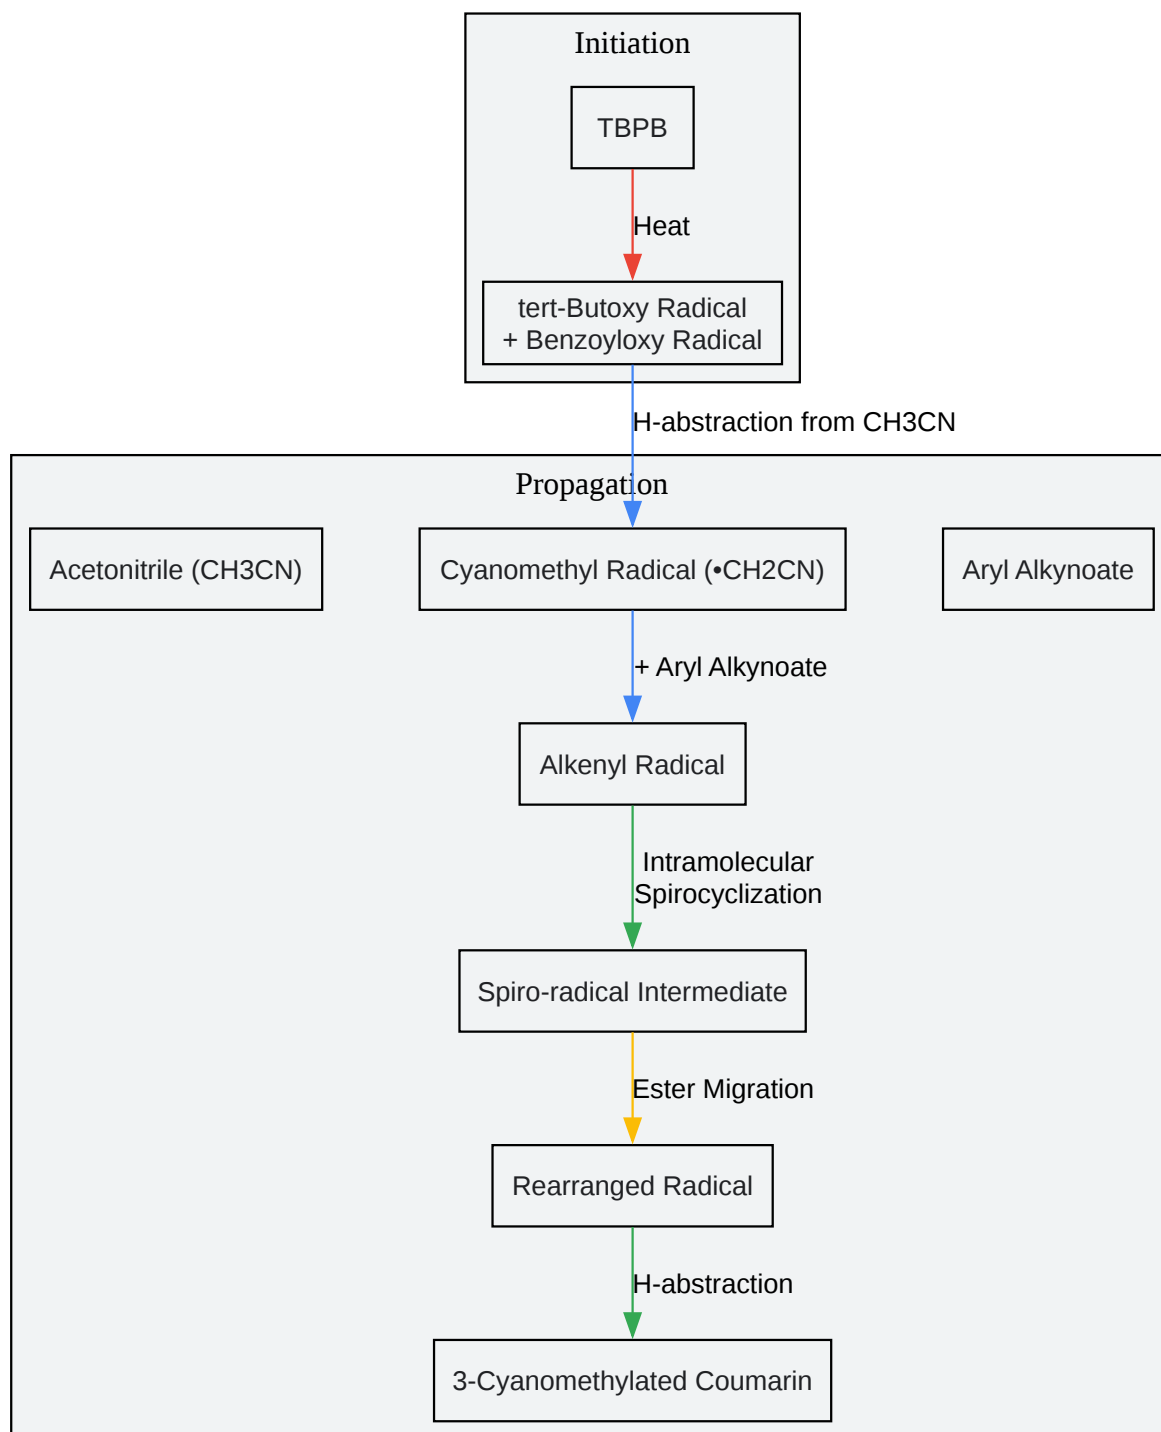 Initiation
TBPB
Heat
tert-Butoxy Radical
+ Benzoyloxy Radical
H-abstraction from CH3CN
Propagation
Acetonitrile (CH3CN)
Cyanomethyl Radical (•CH2CN)
Aryl Alkynoate
+ Aryl Alkynoate
Alkenyl Radical
Intramolecular
Spirocyclization
Spiro-radical Intermediate
Ester Migration
Rearranged Radical
H-abstraction
3-Cyanomethylated Coumarin